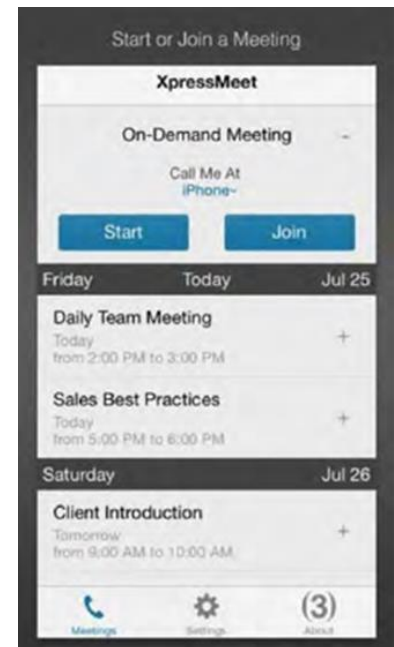 Start or Join a Meeting
XpressMeet
On-Demand Meeting -
Call Me At
iPhone~
Start Join
Friday Today Jul 25
Daily Team Meeting
Today +
from 2:00 PM to 3:00 PM
Sales Best Practices
Today +
from 5:00 PM to 6:00 PM
Saturday Jul 26
Client Introduction
Tomorrow +
from 9:00 AM to 10:00 AM
(3)
Meetings Settings About